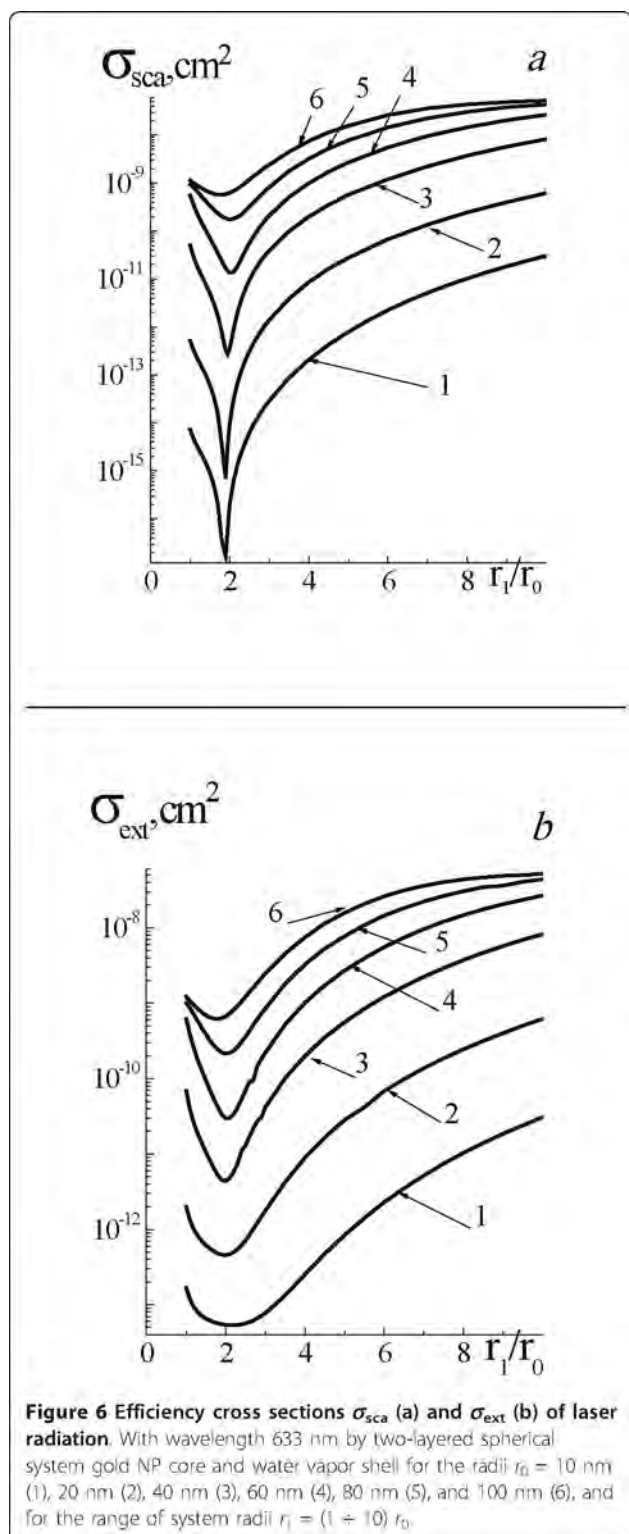 σsca,cm²
a
6
5
4
10⁻⁹
3
2
10⁻¹¹
10⁻¹³
1
10⁻¹⁵
0 2 4 6 8 r₁/r₀
σext,cm²
b
6
10⁻⁸
5
4
10⁻¹⁰
3
2
1
10⁻¹²
0 2 4 6 8 r₁/r₀
Figure 6 Efficiency cross sections σsca (a) and σext (b) of laser
radiation. With wavelength 633 nm by two-layered spherical
system gold NP core and water vapor shell for the radii r₀ = 10 nm
(1), 20 nm (2), 40 nm (3), 60 nm (4), 80 nm (5), and 100 nm (6), and
for the range of system radii r₁ = (1 ÷ 10) r₀.